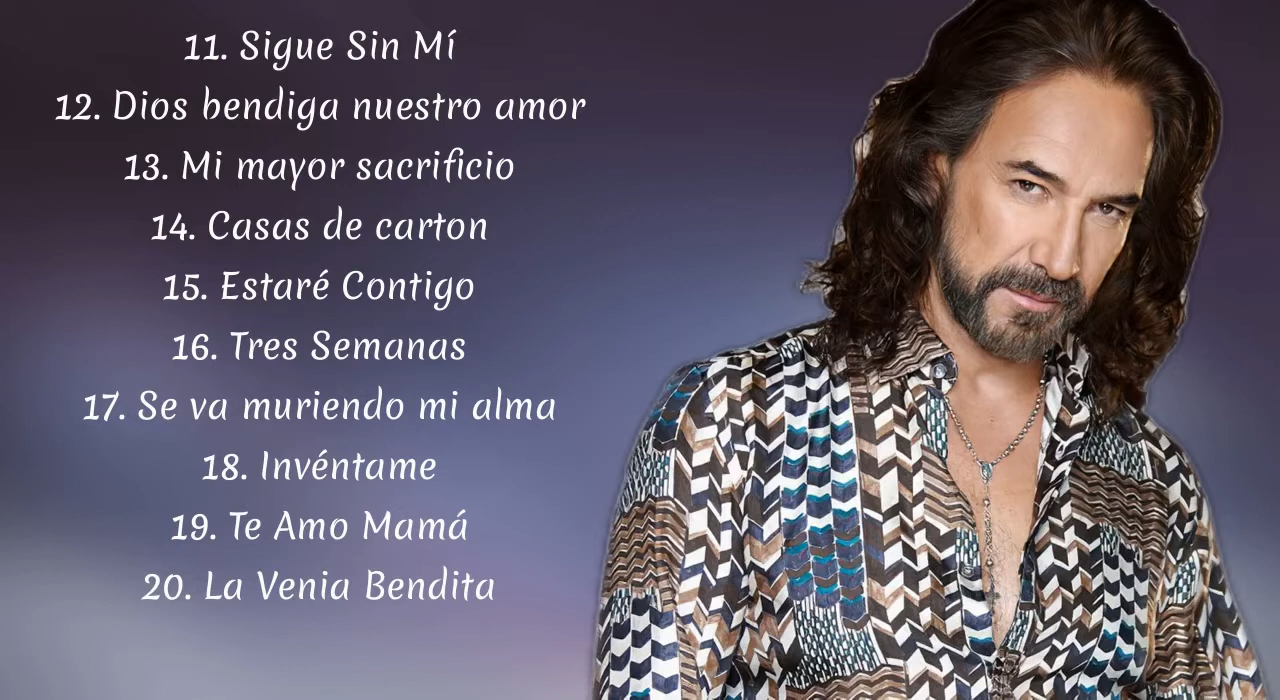 11. Sigue Sin Mí
12. Dios bendiga nuestro amor
13. Mi mayor sacrificio
14. Casas de carton
15. Estaré Contigo
16. Tres Semanas
17. Se va muriendo mi alma
18. Invéntame
19. Te Amo Mamá
20. La Venia Bendita